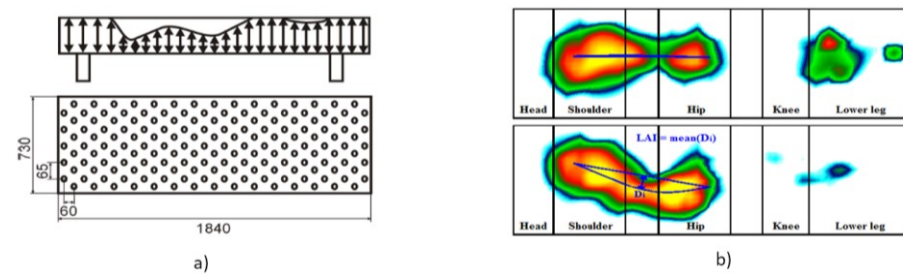 730
65
60
1840
a)
Head Shoulder Hip Knee Lower leg
LAI = mean(Di)
Di
Head Shoulder Hip Knee Lower leg
b)